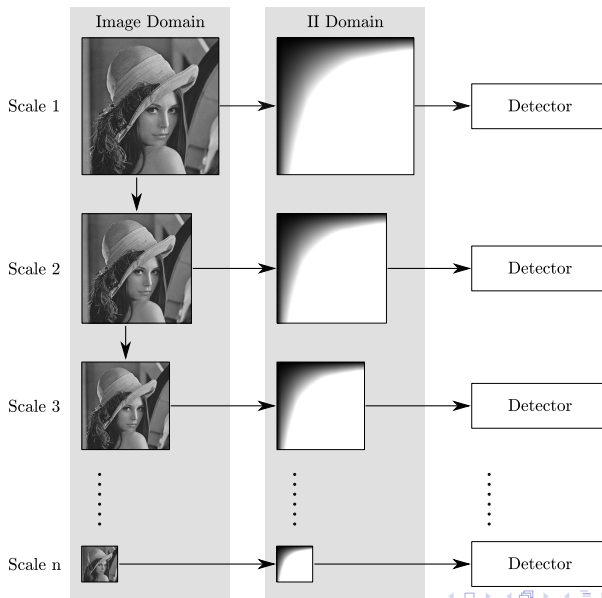 Image Domain
II Domain
Scale 1
Detector
Scale 2
Detector
Scale 3
Detector
Scale n
Detector